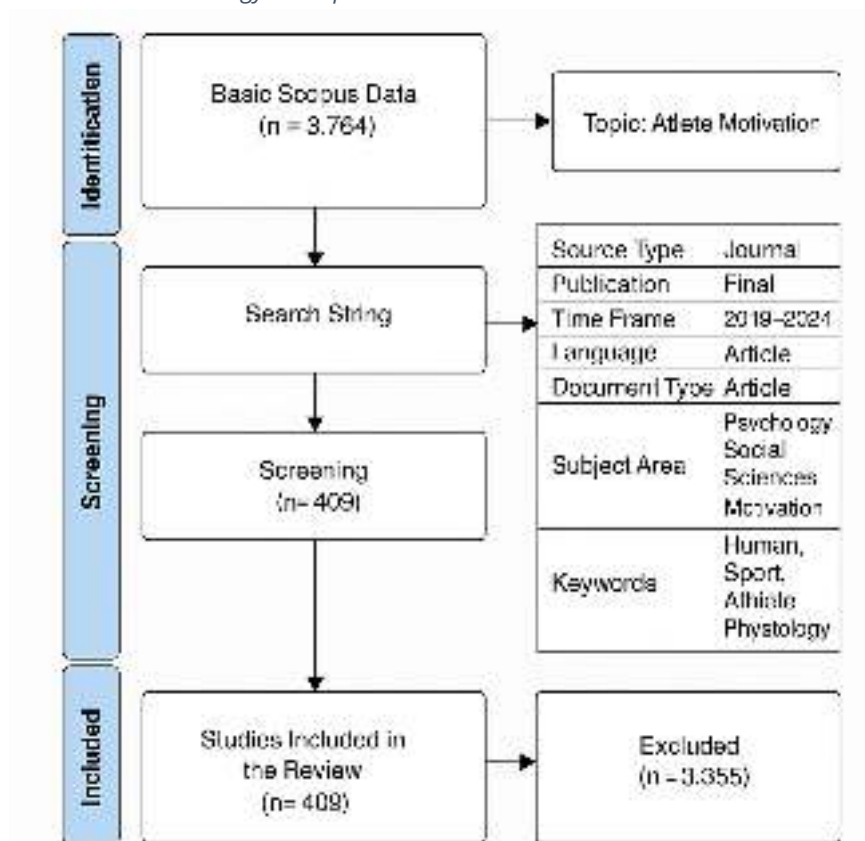 Identitication
Basic Scopus Data
(n = 3.764)
Topic: Atlete Motivation
Screening
Search String
Source Type Journal
Publication Final
Time Frame 2019–2024
Language Article
Document Type Article
Subject Area
Psychology
Social
Sciences
Motivation
Keywords
Human,
Sport,
Athlete
Phystology
Screening
(n= 409)
Included
Studies Included in
the Review
(n= 409)
Excluded
(n = 3.355)